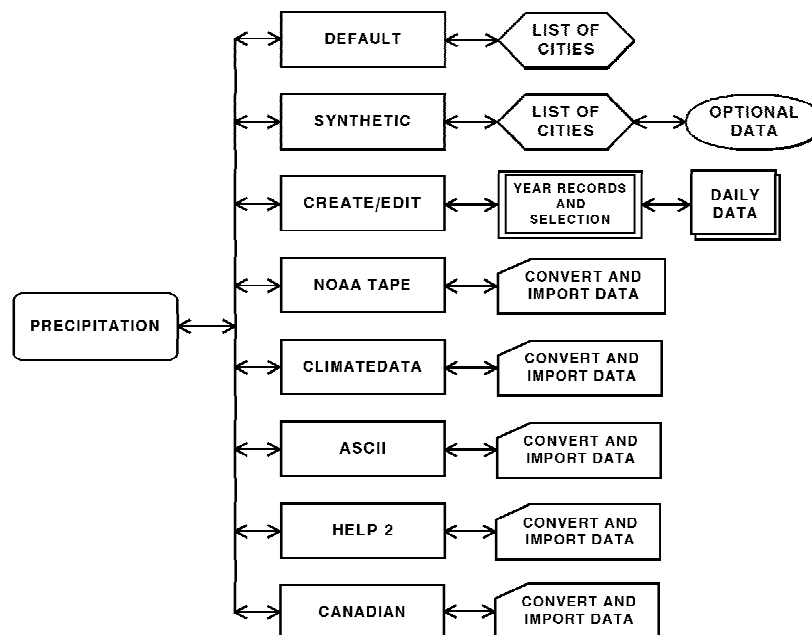 DEFAULT
LIST OF
CITIES
SYNTHETIC
LIST OF
CITIES
OPTIONAL
DATA
CREATE/EDIT
YEAR RECORDS
AND
SELECTION
DAILY
DATA
NOAA TAPE
CONVERT AND
IMPORT DATA
PRECIPITATION
CLIMATEDATA
CONVERT AND
IMPORT DATA
ASCII
CONVERT AND
IMPORT DATA
HELP 2
CONVERT AND
IMPORT DATA
CANADIAN
CONVERT AND
IMPORT DATA